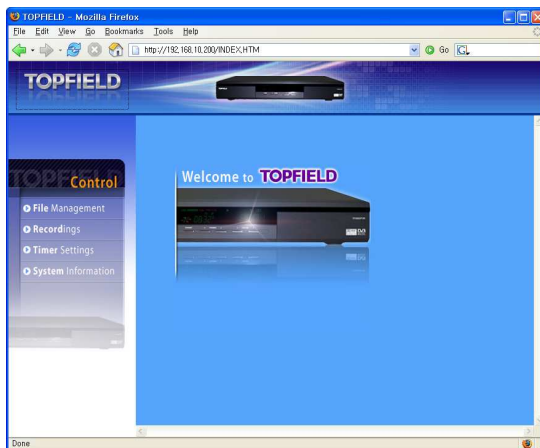 TOPFIELD - Mozilla Firefox
File Edit View Go Bookmarks Tools Help
http://192,168,10,200/INDEX,HTM
Go
TOPFIELD
TOPFIELD
Control
File Management
Recordings
Timer Settings
System Information
Welcome to TOPFIELD
Done